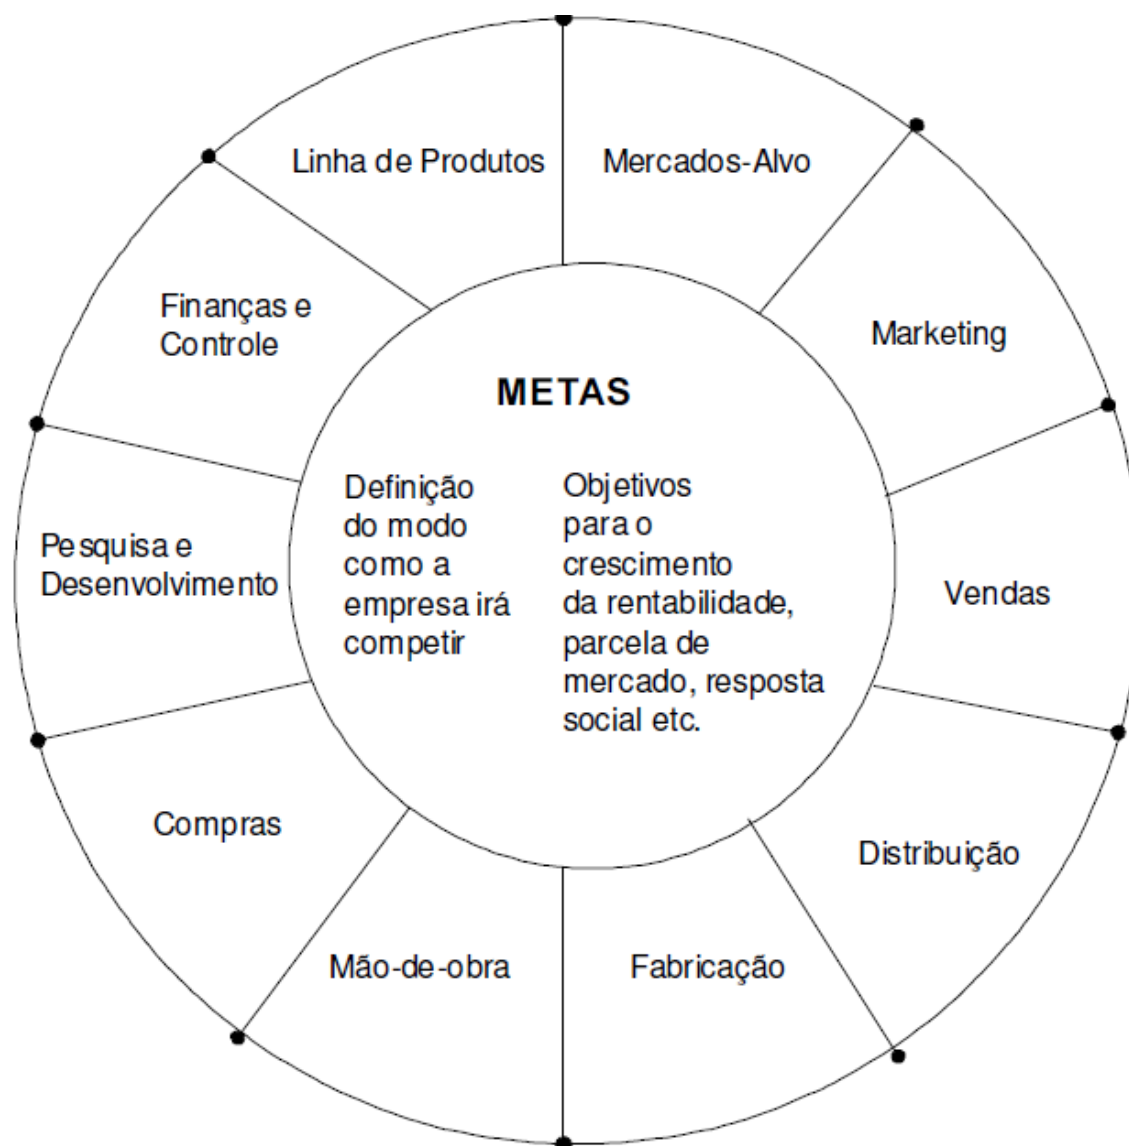 Linha de Produtos
Mercados-Alvo
Marketing
Vendas
Distribuição
Fabricação
Mão-de-obra
Compras
Pesquisa e
Desenvolvimento
Finanças e
Controle
METAS
Definição
do modo
como a
empresa irá
competir
Objetivos
para o
crescimento
da rentabilidade,
parcela de
mercado, resposta
social etc.